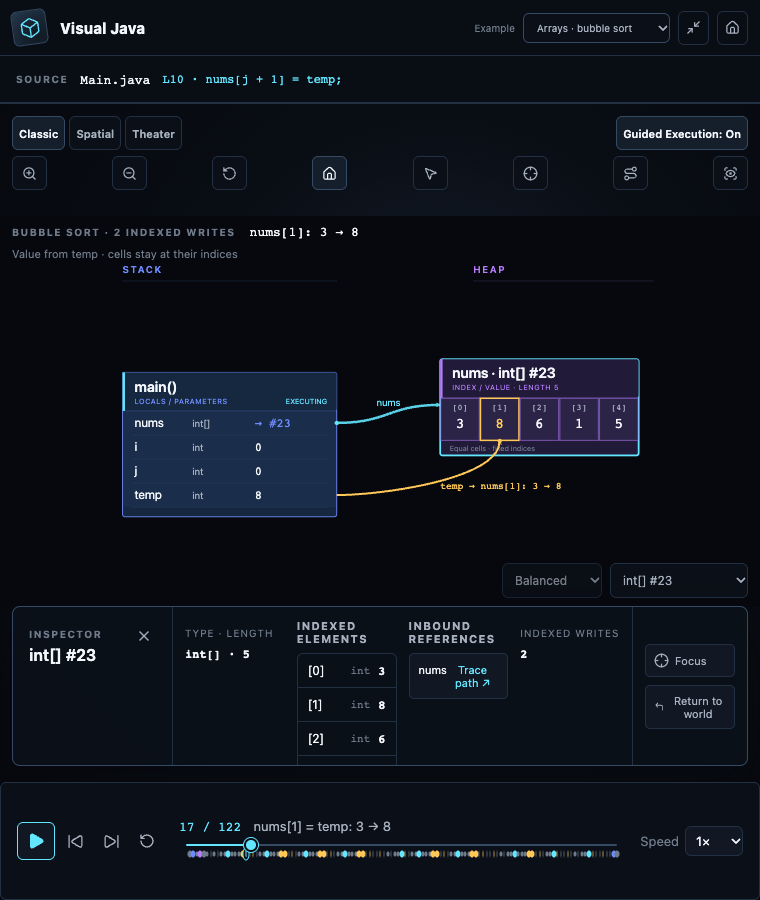 Visual Java
Example
Arrays · bubble sort
SOURCE Main.java L10 · nums[j + 1] = temp;
Classic
Spatial
Theater
Guided Execution: On
BUBBLE SORT · 2 INDEXED WRITES nums[1]: 3 → 8
Value from temp · cells stay at their indices
STACK
HEAP
main()
LOCALS / PARAMETERS EXECUTING
nums int[] → #23
i int 0
j int 0
temp int 8
nums
nums · int[] #23
INDEX / VALUE · LENGTH 5
[0] [1] [2] [3] [4]
3 8 6 1 5
Equal cells · fixed indices
temp → nums[1]: 3 → 8
Balanced
int[] #23
INSPECTOR
int[] #23
TYPE · LENGTH
int[] · 5
INDEXED
ELEMENTS
[0] int 3
[1] int 8
[2] int 6
INBOUND
REFERENCES
nums Trace
path ↗
INDEXED WRITES
2
Focus
Return to
world
17 / 122 nums[1] = temp: 3 → 8
Speed
1×